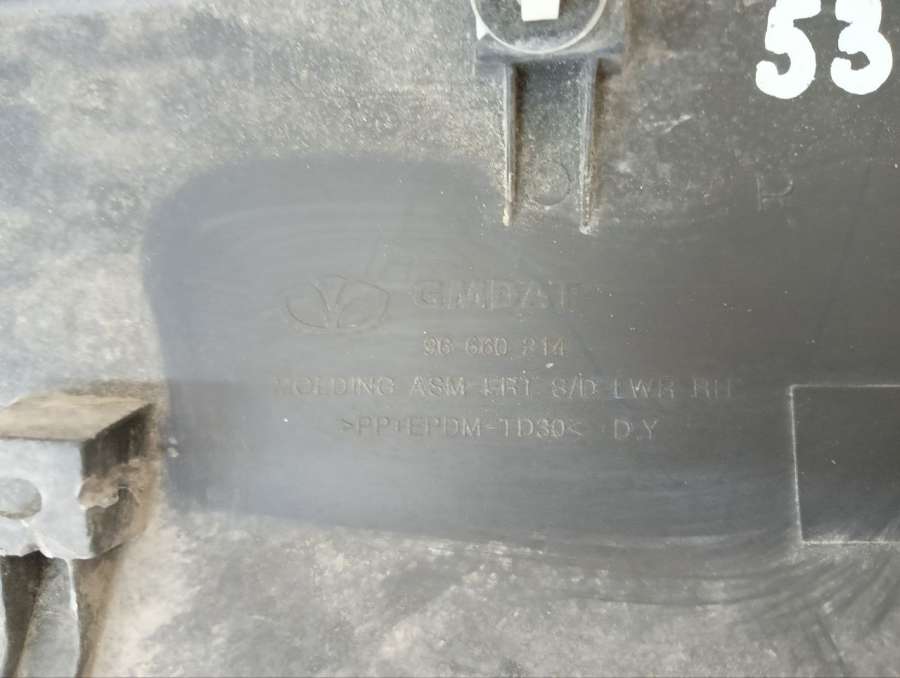 53
R
GMDAT
96 660 214
MOLDING ASM-FRT S/D LWR RH
>PP+EPDM-TD30< D.Y